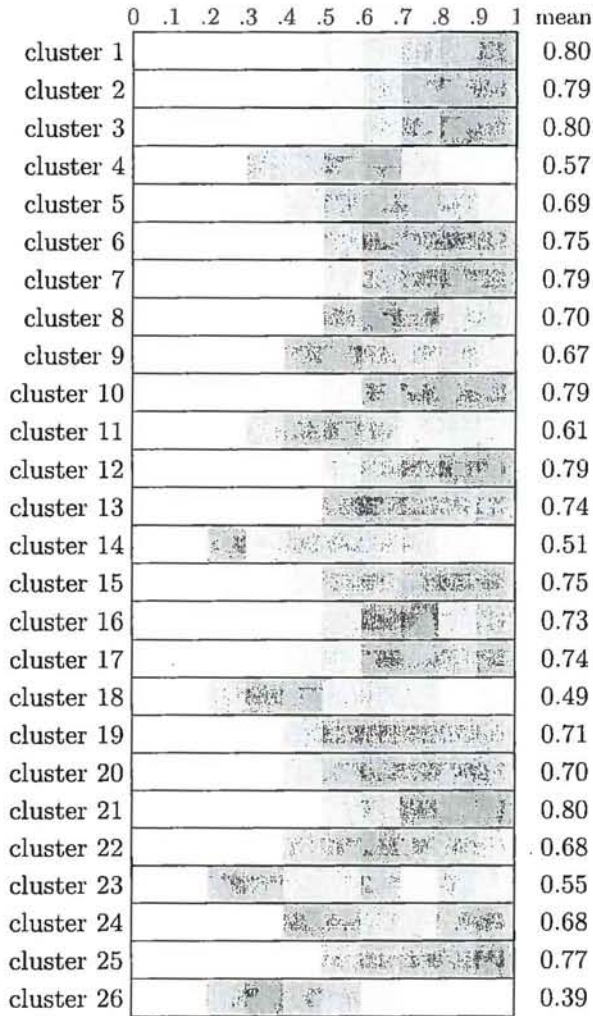 0 .1 .2 .3 .4 .5 .6 .7 .8 .9 1 mean
cluster 1 0.80
cluster 2 0.79
cluster 3 0.80
cluster 4 0.57
cluster 5 0.69
cluster 6 0.75
cluster 7 0.79
cluster 8 0.70
cluster 9 0.67
cluster 10 0.79
cluster 11 0.61
cluster 12 0.79
cluster 13 0.74
cluster 14 0.51
cluster 15 0.75
cluster 16 0.73
cluster 17 0.74
cluster 18 0.49
cluster 19 0.71
cluster 20 0.70
cluster 21 0.80
cluster 22 0.68
cluster 23 0.55
cluster 24 0.68
cluster 25 0.77
cluster 26 0.39